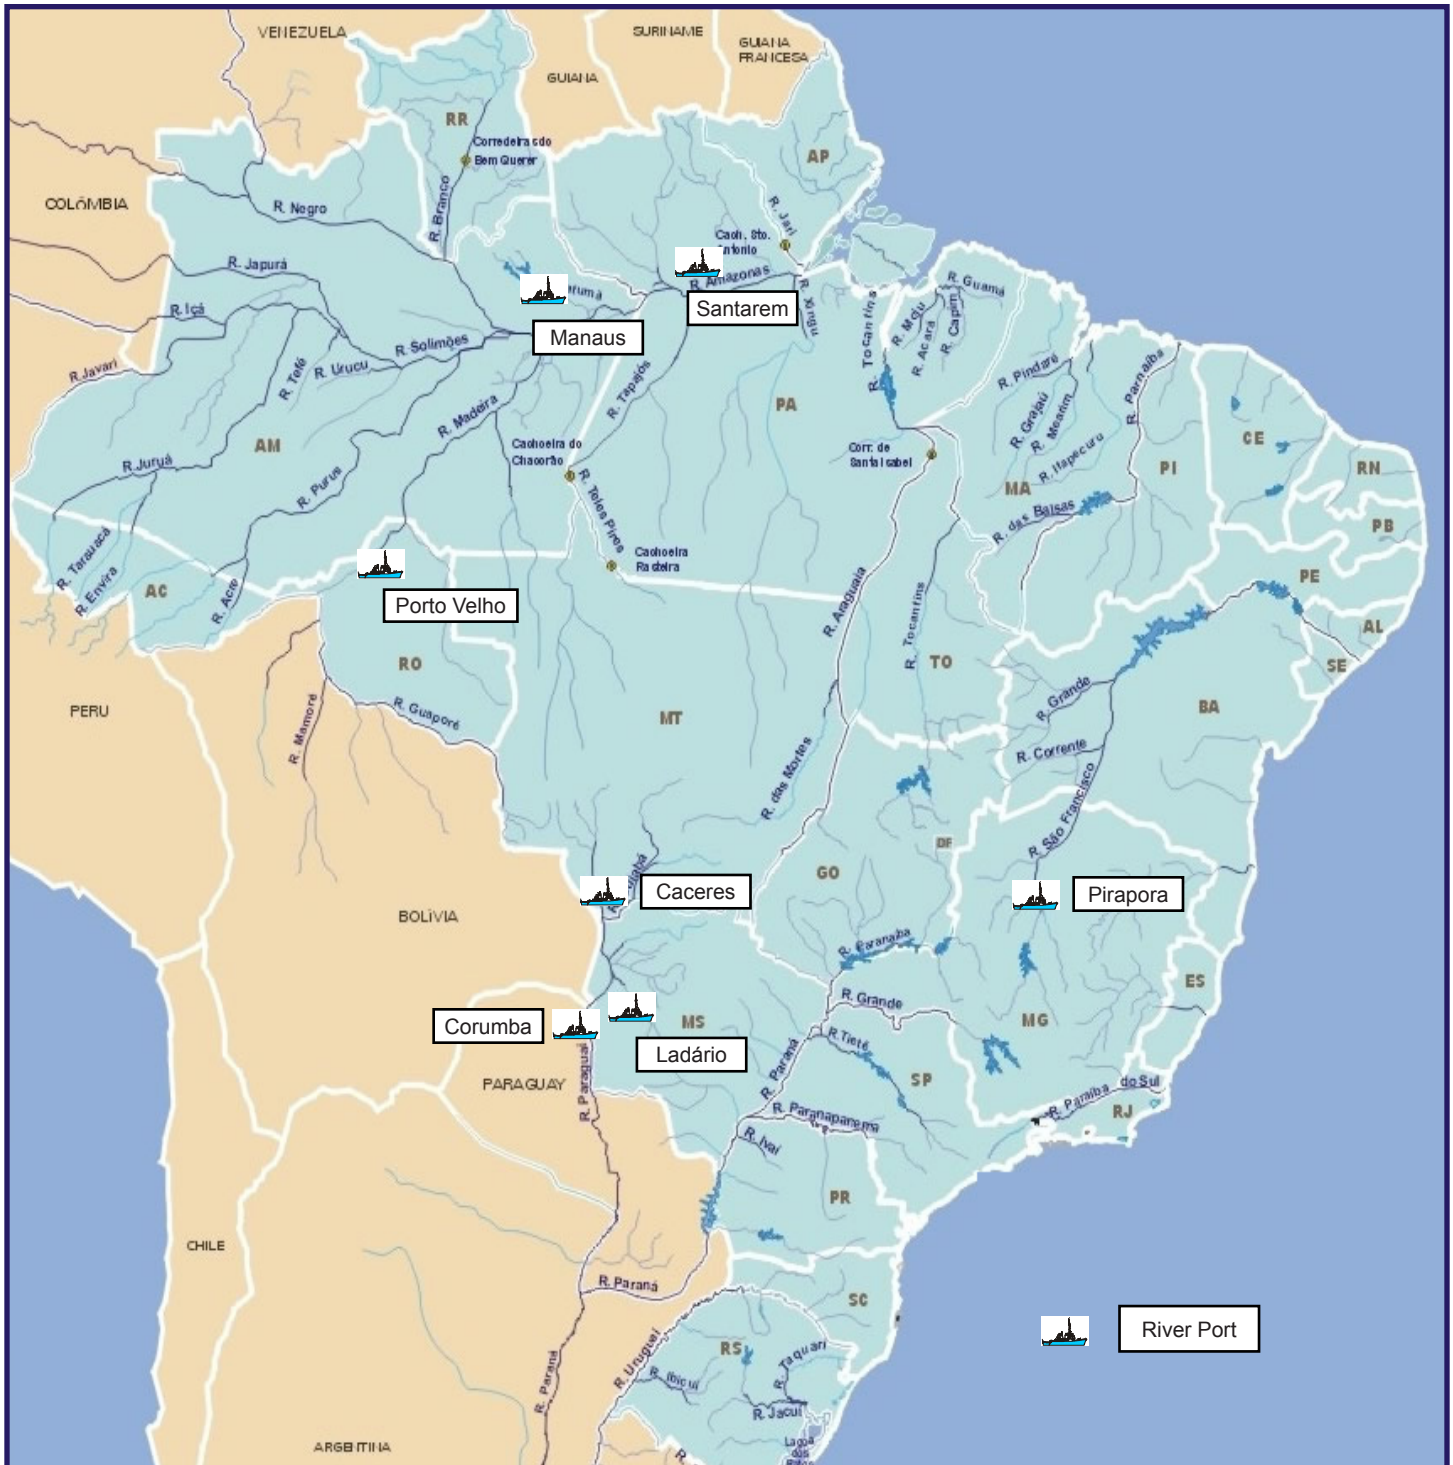 VENEZUELA
SURINAME
GUIANA
FRANCESA
GUIANA
RR
Corredeiras do
Bem Querer
AP
COLÔMBIA
R. Negro
R. Branco
R. Jari
Caoh. Sto.
R. Japurá
R. Amazonas
R. Xingu
R. Guamá
R. Içá
Santarem
Manaus
R. Tocantins
R. Moju
R. Acará
R. Capim
R. Solimões
R. Javari
R. Tefé
R. Urucu
R. Tapajós
R. Pindaré
R. Parnaíba
R. Madeira
PA
R. Grajaú
R. Mearim
AM
Caohoeira do
Chacorão
Corr. de
Santa Isabel
CE
R. Itapecuru
PI
RN
R. Juruá
R. Purus
R. Teles Pires
MA
R. das Balsas
PB
R. Tarauacá
R. Envira
Caohoeira
Rasteira
PE
AC
R. Acre
Porto Velho
R. Araguaia
R. Tocantins
AL
RO
TO
SE
PERU
R. Mamoré
R. Guaporé
MT
R. Grande
BA
R. Corrente
R. das Mortes
R. São Francisco
DF
GO
Caceres
Pirapora
BOLÍVIA
R. Paranaíba
ES
R. Grande
Corumba
MS
MG
Ladário
R. Tietê
R. Paraná
PARAGUAY
R. Paraguai
SP
R. Paraíba do Sul
RJ
R. Paranapanema
R. Ivaí
PR
CHILE
R. Paraná
SC
River Port
R. Uruguai
RS
R. Taquari
R. Ibicuí
R. Paraná
R. Jacuí
ARGENTINA
Lagoa
dos
R.